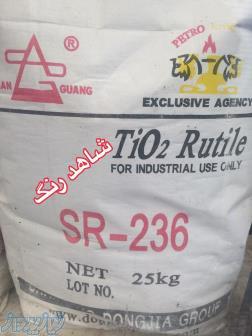 ®
AN GUANG
PETRO
EXCLUSIVE AGENCY
TiO2 Rutile
FOR INDUSTRIAL USE ONLY
شاهد رنگ
SR-236
NET 25kg
LOT NO.
DONGJIA GROUP